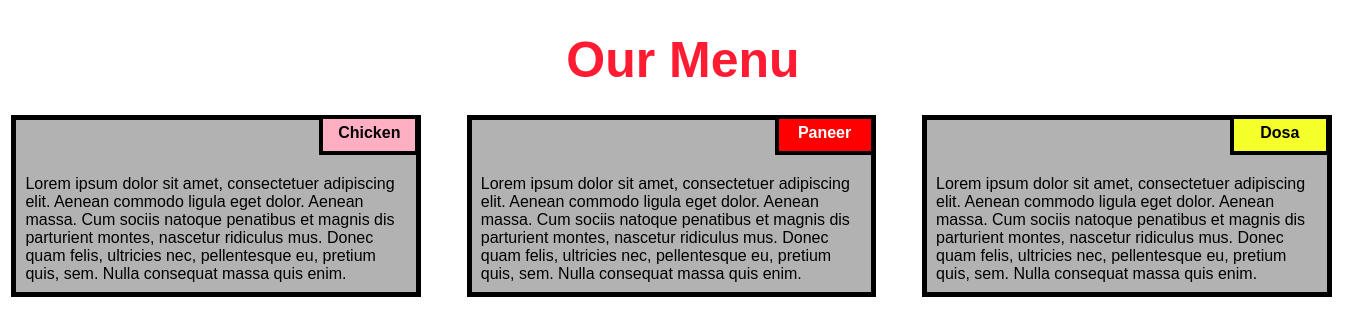 Our Menu
Chicken
Lorem ipsum dolor sit amet, consectetuer adipiscing
elit. Aenean commodo ligula eget dolor. Aenean
massa. Cum sociis natoque penatibus et magnis dis
parturient montes, nascetur ridiculus mus. Donec
quam felis, ultricies nec, pellentesque eu, pretium
quis, sem. Nulla consequat massa quis enim.
Paneer
Lorem ipsum dolor sit amet, consectetuer adipiscing
elit. Aenean commodo ligula eget dolor. Aenean
massa. Cum sociis natoque penatibus et magnis dis
parturient montes, nascetur ridiculus mus. Donec
quam felis, ultricies nec, pellentesque eu, pretium
quis, sem. Nulla consequat massa quis enim.
Dosa
Lorem ipsum dolor sit amet, consectetuer adipiscing
elit. Aenean commodo ligula eget dolor. Aenean
massa. Cum sociis natoque penatibus et magnis dis
parturient montes, nascetur ridiculus mus. Donec
quam felis, ultricies nec, pellentesque eu, pretium
quis, sem. Nulla consequat massa quis enim.